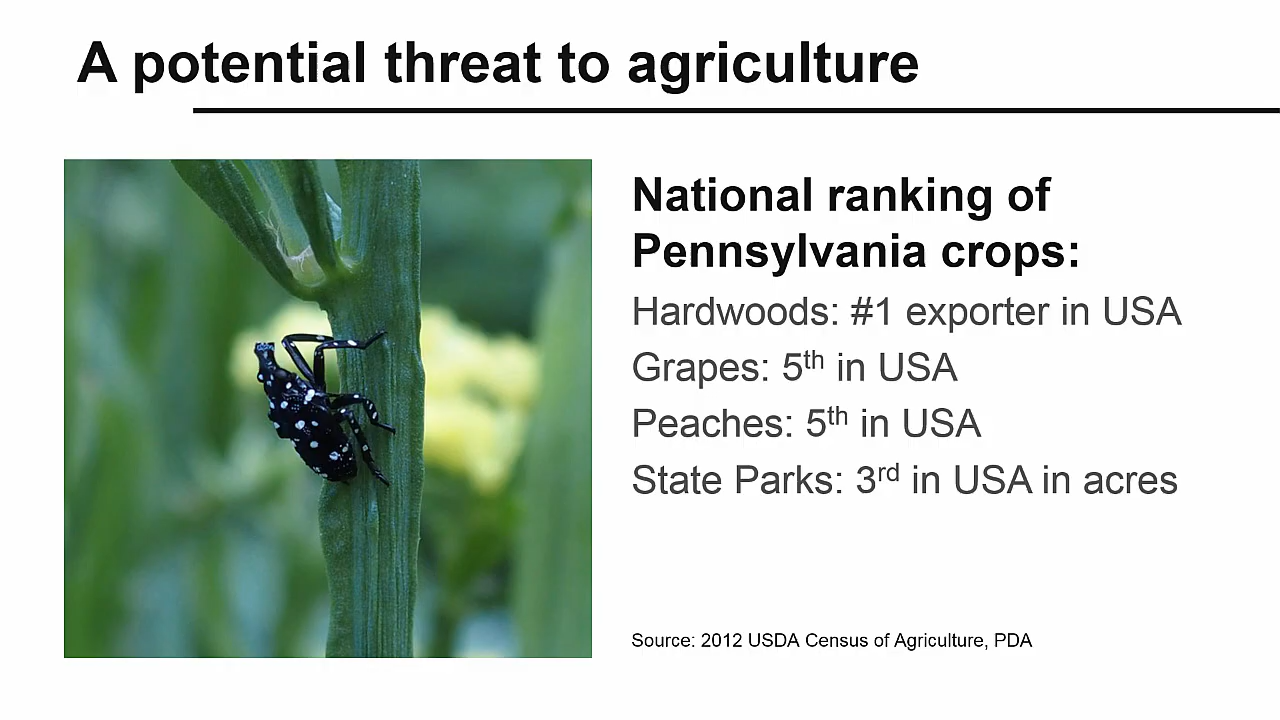 A potential threat to agriculture
National ranking of
Pennsylvania crops:
Hardwoods: #1 exporter in USA
Grapes: 5th in USA
Peaches: 5th in USA
State Parks: 3rd in USA in acres
Source: 2012 USDA Census of Agriculture, PDA